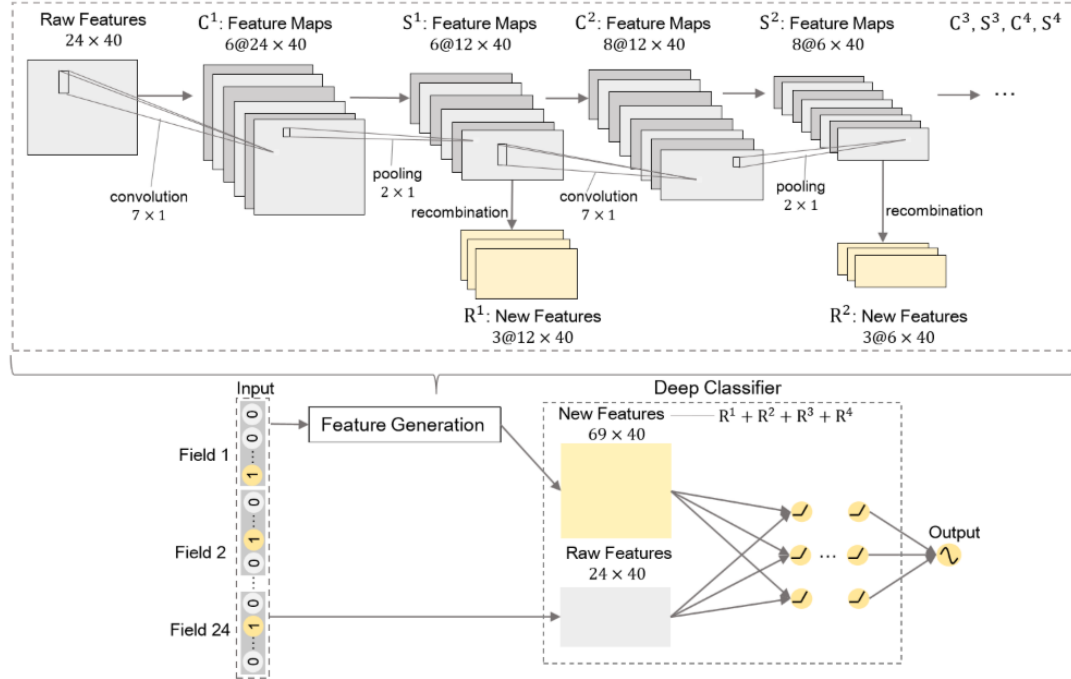 Raw Features
24 × 40
C¹: Feature Maps
6@24 × 40
S¹: Feature Maps
6@12 × 40
C²: Feature Maps
8@12 × 40
S²: Feature Maps
8@6 × 40
C³, S³, C⁴, S⁴
...
convolution
7 × 1
pooling
2 × 1
recombination
convolution
7 × 1
pooling
2 × 1
recombination
R¹: New Features
3@12 × 40
R²: New Features
3@6 × 40
Input
Deep Classifier
Feature Generation
New Features
R¹ + R² + R³ + R⁴
69 × 40
Field 1
0
0
...
1
Field 2
0
...
1
...
0
...
Field 24
0
1
...
0
Raw Features
24 × 40
...
Output